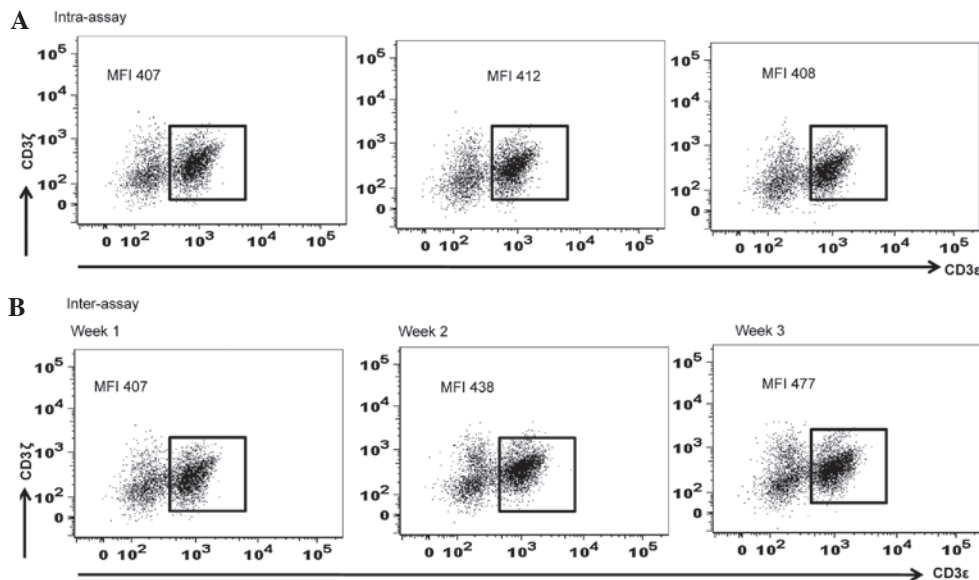 A
Intra-assay
MFI 407
MFI 412
MFI 408
10⁵
10⁴
10³
10²
0
CD3ζ
0 10² 10³ 10⁴ 10⁵
10⁵
10⁴
10³
10²
0
0 10² 10³ 10⁴ 10⁵
10⁵
10⁴
10³
10²
0
0 10² 10³ 10⁴ 10⁵
CD3ε
B
Inter-assay
Week 1
Week 2
Week 3
MFI 407
MFI 438
MFI 477
10⁵
10⁴
10³
10²
0
CD3ζ
0 10² 10³ 10⁴ 10⁵
10⁵
10⁴
10³
10²
0
0 10² 10³ 10⁴ 10⁵
10⁵
10⁴
10³
10²
0
0 10² 10³ 10⁴ 10⁵
CD3ε